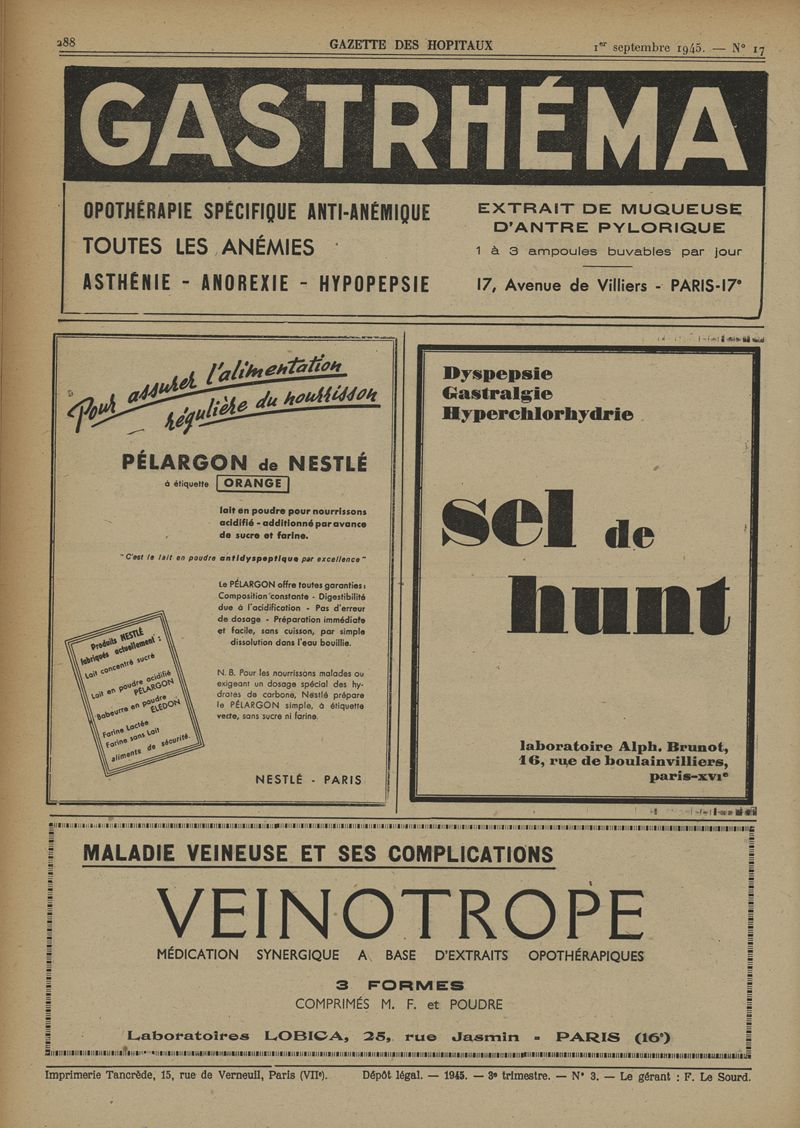 288
GAZETTE DES HOPITAUX
1er septembre 1945. — N° 17
GASTRHÉMA
OPOTHÉRAPIE SPÉCIFIQUE ANTI-ANÉMIQUE
TOUTES LES ANÉMIES
ASTHÉNIE - ANOREXIE - HYPOPEPSIE
EXTRAIT DE MUQUEUSE
D'ANTRE PYLORIQUE
1 à 3 ampoules buvables par jour
17, Avenue de Villiers - PARIS-17e
Pour assurer l'alimentation
régulière du nourrisson
PÉLARGON de NESTLÉ
à étiquette ORANGE
lait en poudre pour nourrissons
acidifié - additionné par avance
de sucre et farine.
"C'est le lait en poudre antidyspeptique par excellence"
Le PÉLARGON offre toutes garanties :
Composition constante - Digestibilité
due à l'acidification - Pas d'erreur
de dosage - Préparation immédiate
et facile, sans cuisson, par simple
dissolution dans l'eau bouillie.
N. B. Pour les nourrissons malades ou
exigeant un dosage spécial des hy-
drates de carbone, Nestlé prépare
le PÉLARGON simple, à étiquette
verte, sans sucre ni farine.
Produits NESTLÉ
fabriqués actuellement :
Lait concentré sucré
Lait en poudre acidifié
PÉLARGON
Babeurre en poudre
ÉLÉDON
Farine Lactée
Farine sans Lait
aliments de sécurité.
NESTLÉ - PARIS
Dyspepsie
Gastralgie
Hyperchlorhydrie
sel de
hunt
laboratoire Alph. Brunot,
16, rue de boulainvilliers,
paris-xvie
MALADIE VEINEUSE ET SES COMPLICATIONS
VEINOTROPE
MÉDICATION SYNERGIQUE A BASE D'EXTRAITS OPOTHÉRAPIQUES
3 FORMES
COMPRIMÉS M. F. et POUDRE
Laboratoires LOBICA, 25, rue Jasmin - PARIS (16e)
Imprimerie Tancrède, 15, rue de Verneuil, Paris (VIIe).
Dépôt légal. — 1945. — 3e trimestre. — N° 3. — Le gérant : F. Le Sourd.